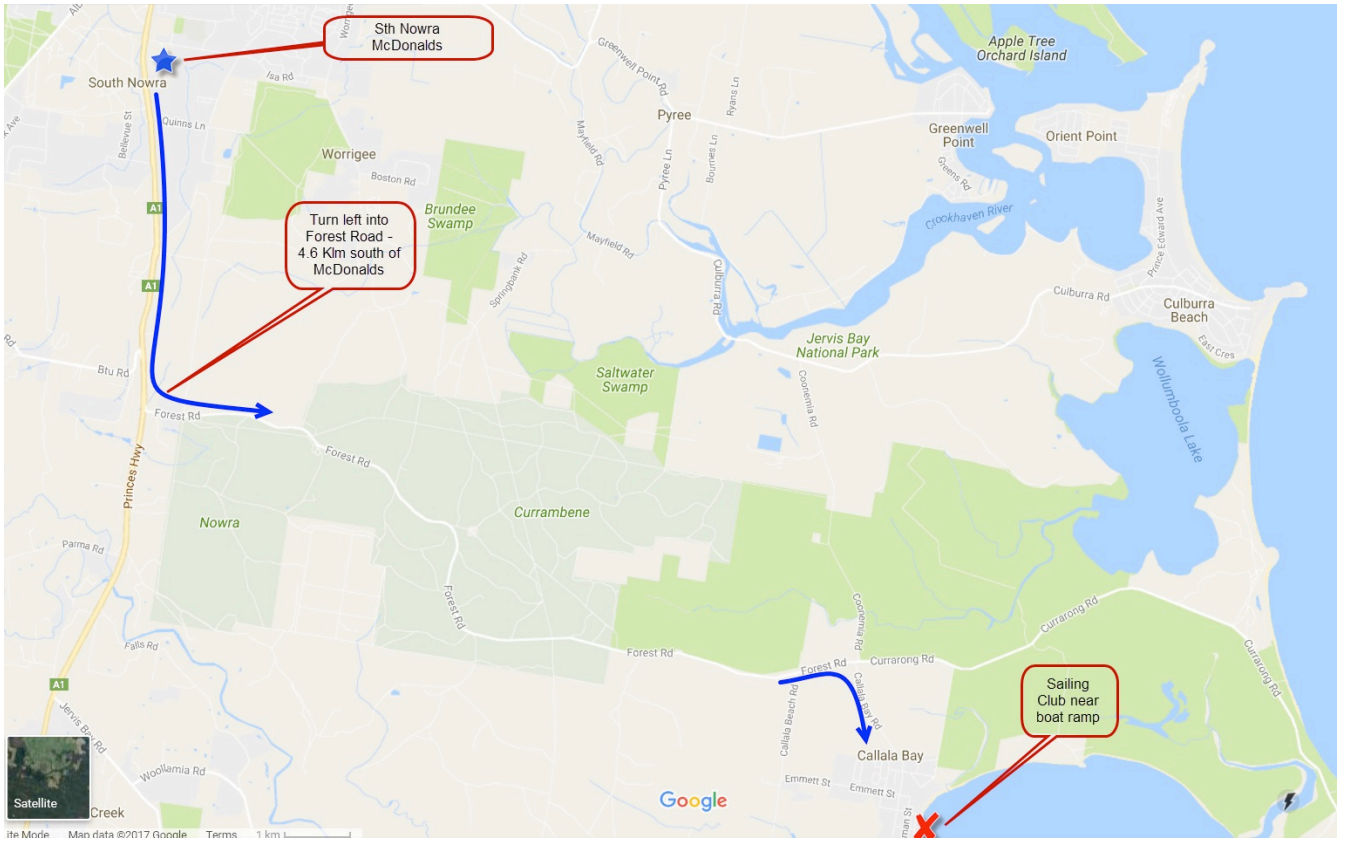 Sth Nowra
McDonalds
Apple Tree
Orchard Island
South Nowra
Isa Rd
Greenwell Point Rd
Ryans Ln
Pyree
Greenwell
Point
Orient Point
Bellevue St
Quinns Ln
Worrigee
Mayfield Rd
Bournes Ln
Pyree Ln
Greens Rd
Boston Rd
A1
Turn left into
Forest Road -
4.6 Klm south of
McDonalds
Brundee
Swamp
Crookhaven River
Prince Edward Ave
Mayfield Rd
Springbank Rd
Culburra Rd
A1
Culburra Rd
Culburra
Beach
East Cres
Jervis Bay
National Park
Btu Rd
Saltwater
Swamp
Coonemia Rd
Wollumboola Lake
Forest Rd
Forest Rd
Princes Hwy
Nowra
Currambene
Parma Rd
Forest Rd
Coonemia Rd
Currarong Rd
Falls Rd
Forest Rd
Forest Rd
Currarong Rd
Currarong Rd
A1
Sailing
Club near
boat ramp
Callala Beach Rd
Callala Bay Rd
Jervis Bay Rd
Callala Bay
Woollamia Rd
Emmett St
Emmett St
Satellite
Google
Creek
ite Mode Map data ©2017 Google Terms 1 km